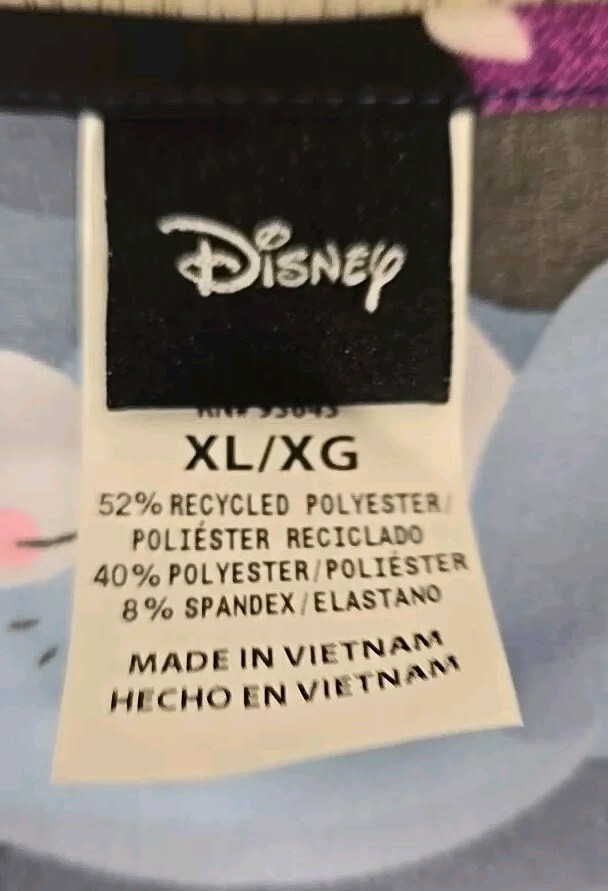 Disney
XL/XG
52% RECYCLED POLYESTER/
POLIÉSTER RECICLADO
40% POLYESTER/POLIÉSTER
8% SPANDEX/ELASTANO
MADE IN VIETNAM
HECHO EN VIETNAM